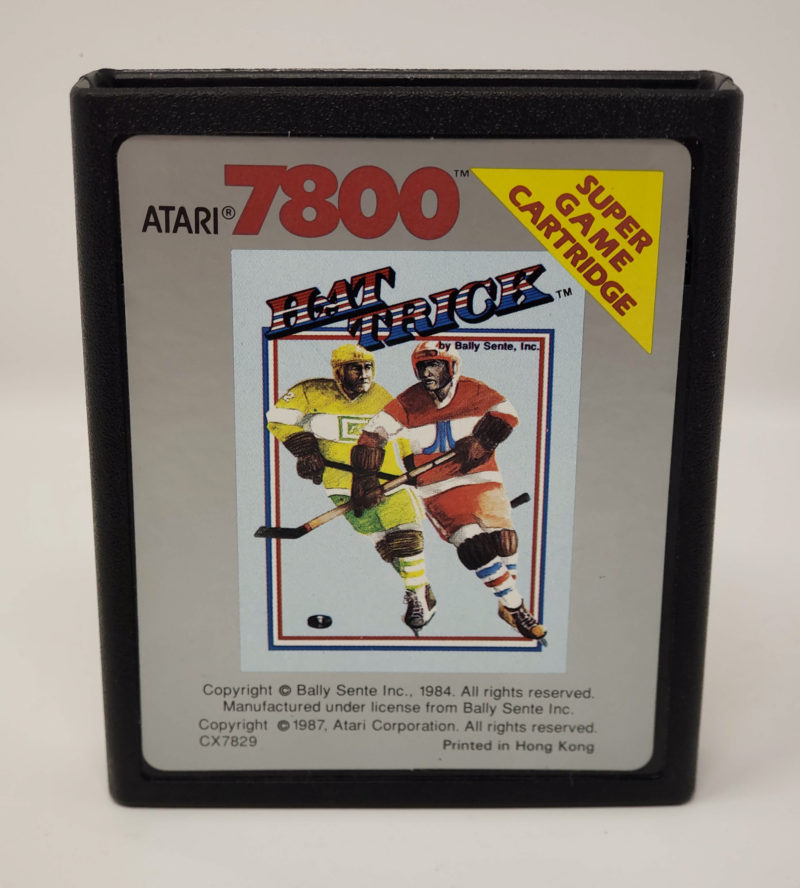 ATARI® 7800™
SUPER
GAME
CARTRIDGE
HAT
TRICK™
by Bally Sente, Inc.
Copyright © Bally Sente Inc., 1984. All rights reserved.
Manufactured under license from Bally Sente Inc.
Copyright ©1987, Atari Corporation. All rights reserved.
CX7829 Printed in Hong Kong